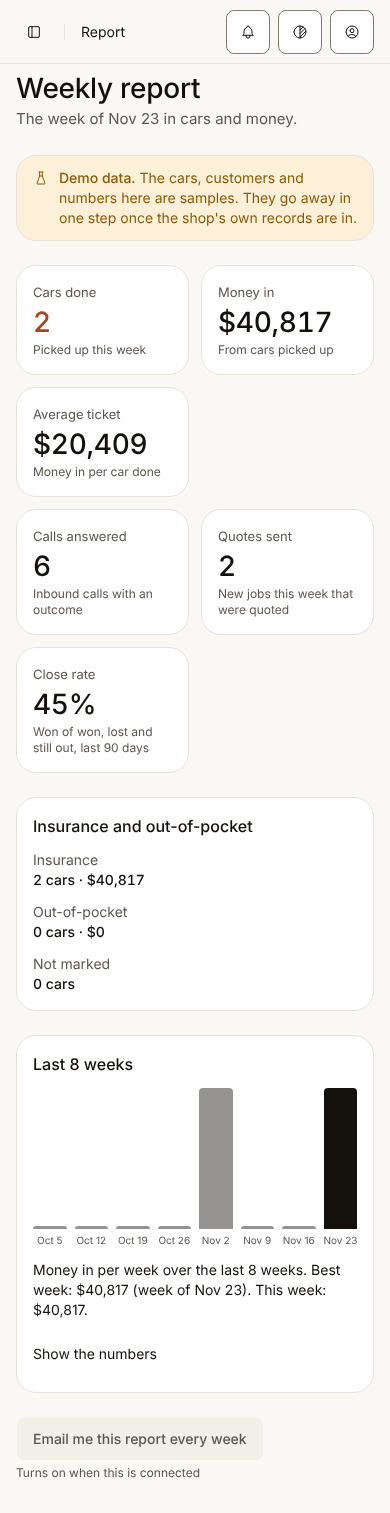 Report
Weekly report
The week of Nov 23 in cars and money.
Demo data. The cars, customers and
numbers here are samples. They go away in
one step once the shop's own records are in.
Cars done
2
Picked up this week
Money in
$40,817
From cars picked up
Average ticket
$20,409
Money in per car done
Calls answered
6
Inbound calls with an
outcome
Quotes sent
2
New jobs this week that
were quoted
Close rate
45%
Won of won, lost and
still out, last 90 days
Insurance and out-of-pocket
Insurance
2 cars · $40,817
Out-of-pocket
0 cars · $0
Not marked
0 cars
Last 8 weeks
Oct 5 Oct 12 Oct 19 Oct 26 Nov 2 Nov 9 Nov 16 Nov 23
Money in per week over the last 8 weeks. Best
week: $40,817 (week of Nov 23). This week:
$40,817.
Show the numbers
Email me this report every week
Turns on when this is connected